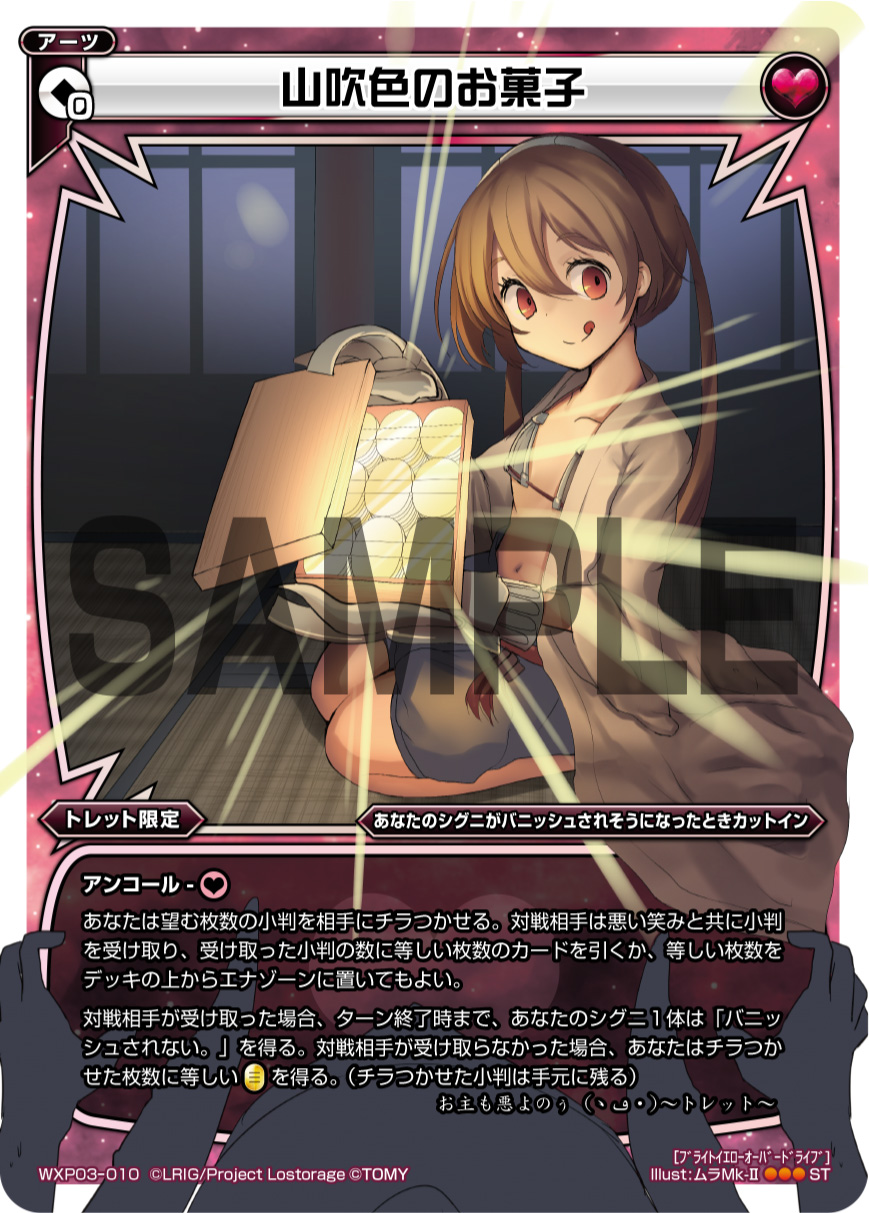 アーツ
山吹色のお菓子
0
SAMPLE
トレット限定
あなたのシグニがバニッシュされそうになったときカットイン
アンコール-
あなたは望む枚数の小判を相手にチラつかせる。対戦相手は悪い笑みと共に小判
を受け取り、受け取った小判の数に等しい枚数のカードを引くか、等しい枚数を
デッキの上からエナゾーンに置いてもよい。
対戦相手が受け取った場合、ターン終了時まで、あなたのシグニ１体は「バニッ
シュされない。」を得る。対戦相手が受け取らなかった場合、あなたはチラつか
せた枚数に等しい を得る。（チラつかせた小判は手元に残る）
お主も悪よのぅ (ヽ`ڡ・)～トレット～
[ﾌﾞﾗｲﾄｲｴﾛｰｵｰﾊﾞｰﾄﾞﾗｲﾌﾞ]
WXP03-010 ©LRIG/Project Lostorage ©TOMY
Illust:ムラMk-Ⅱ ST